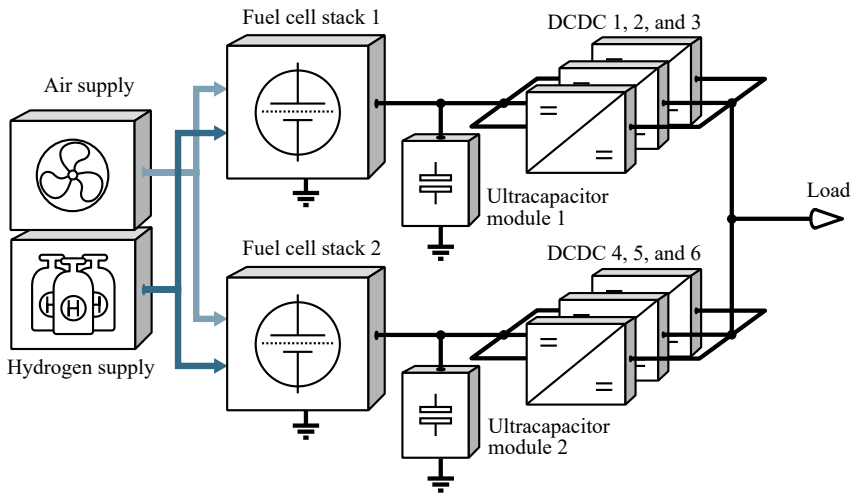 Fuel cell stack 1
DCDC 1, 2, and 3
Air supply
Ultracapacitor
module 1
Load
Fuel cell stack 2
DCDC 4, 5, and 6
Hydrogen supply
H
H
H
Ultracapacitor
module 2